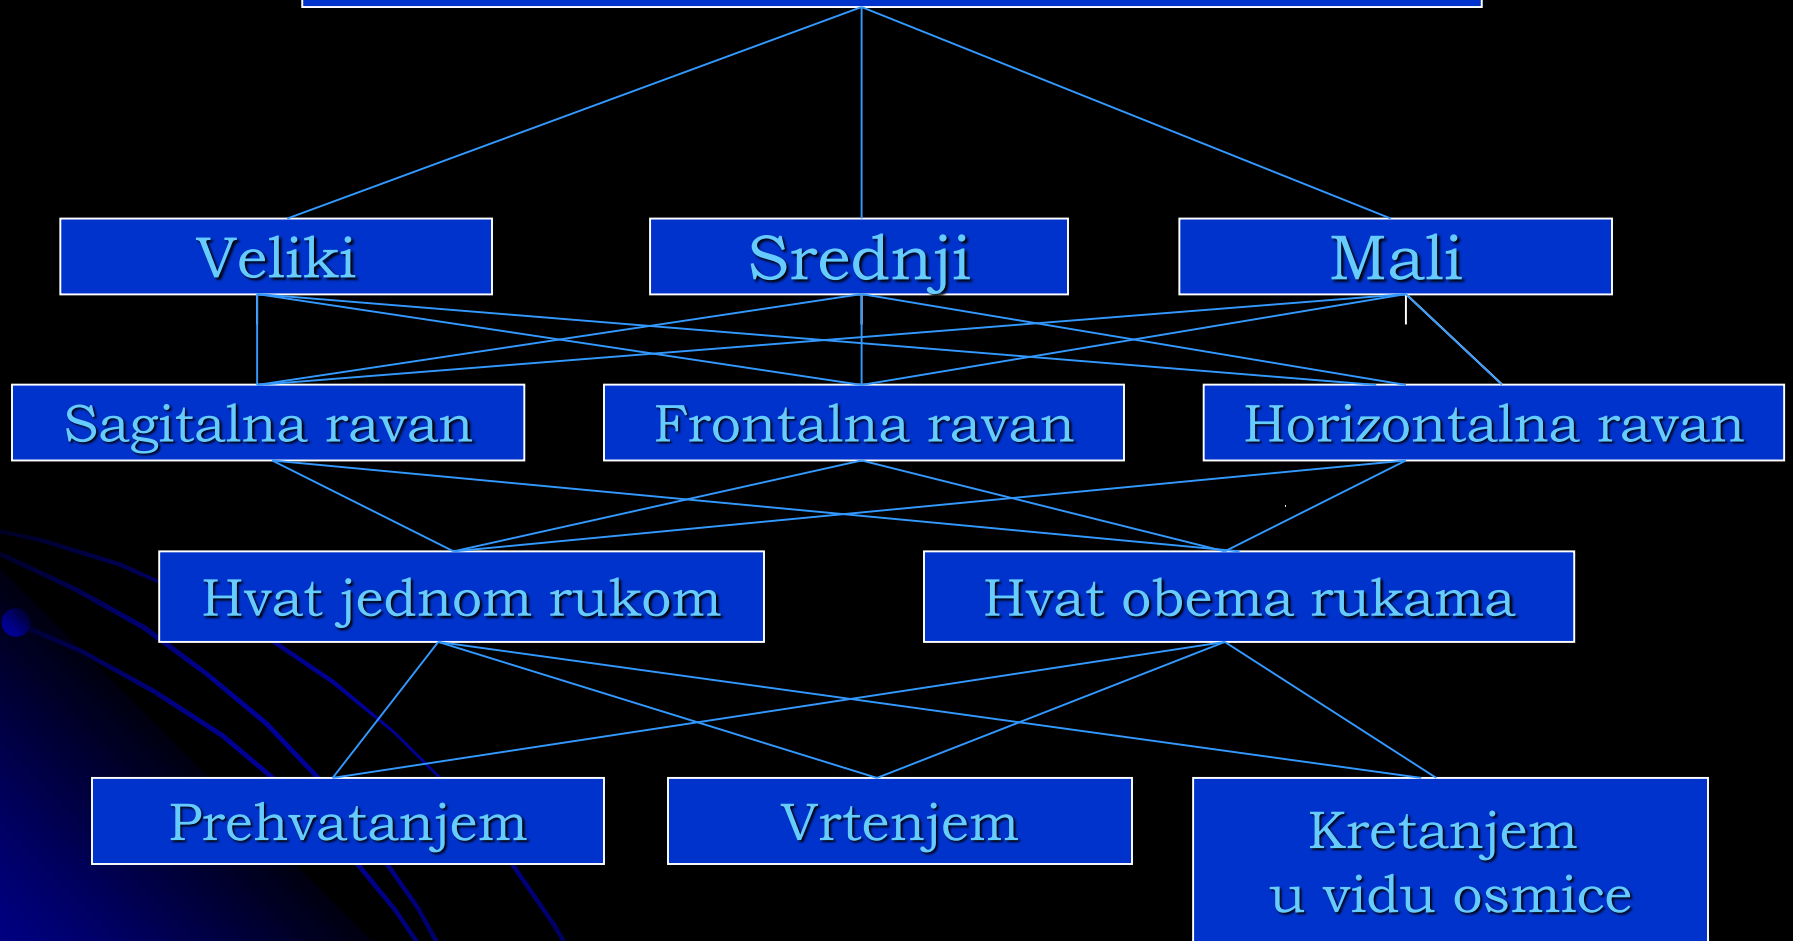 Veliki
Srednji
Mali
Sagitalna ravan
Frontalna ravan
Horizontalna ravan
Hvat jednom rukom
Hvat obema rukama
Prehvatanjem
Vrtenjem
Kretanjem
u vidu osmice